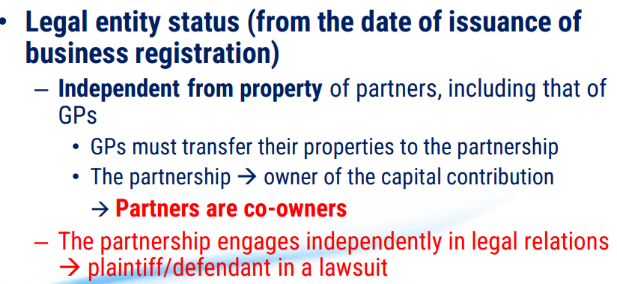 • Legal entity status (from the date of issuance of
business registration)
– Independent from property of partners, including that of
GPs
• GPs must transfer their properties to the partnership
• The partnership → owner of the capital contribution
→ Partners are co-owners
– The partnership engages independently in legal relations
→ plaintiff/defendant in a lawsuit